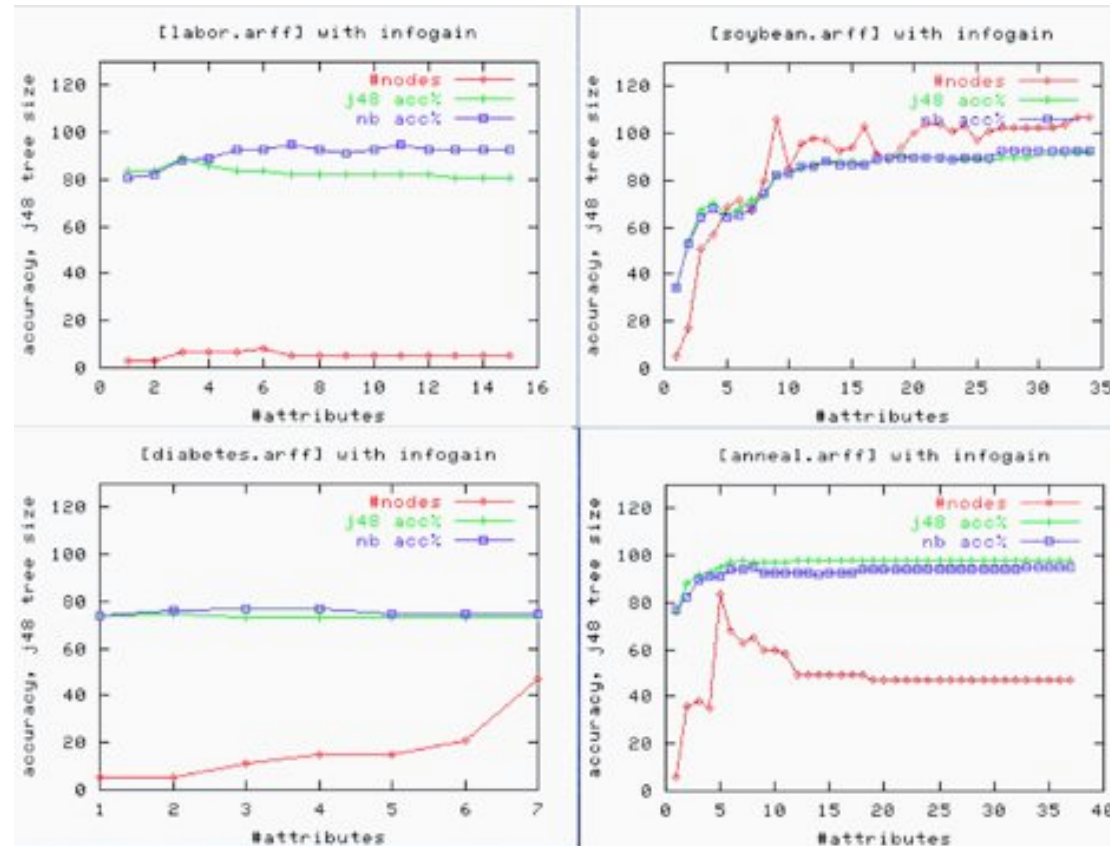 [labor.arff] with infogain
accuracy, j48 tree size
120
100
80
60
40
20
0
#nodes
j48 acc%
nb acc%
0 2 4 6 8 10 12 14 16
#attributes
[soybean.arff] with infogain
accuracy, j48 tree size
120
100
80
60
40
20
0
#nodes
j48 acc%
nb acc%
0 5 10 15 20 25 30 35
#attributes
[diabetes.arff] with infogain
accuracy, j48 tree size
120
100
80
60
40
20
0
#nodes
j48 acc%
nb acc%
1 2 3 4 5 6 7
#attributes
[anneal.arff] with infogain
accuracy, j48 tree size
120
100
80
60
40
20
0
#nodes
j48 acc%
nb acc%
0 5 10 15 20 25 30 35 40
#attributes